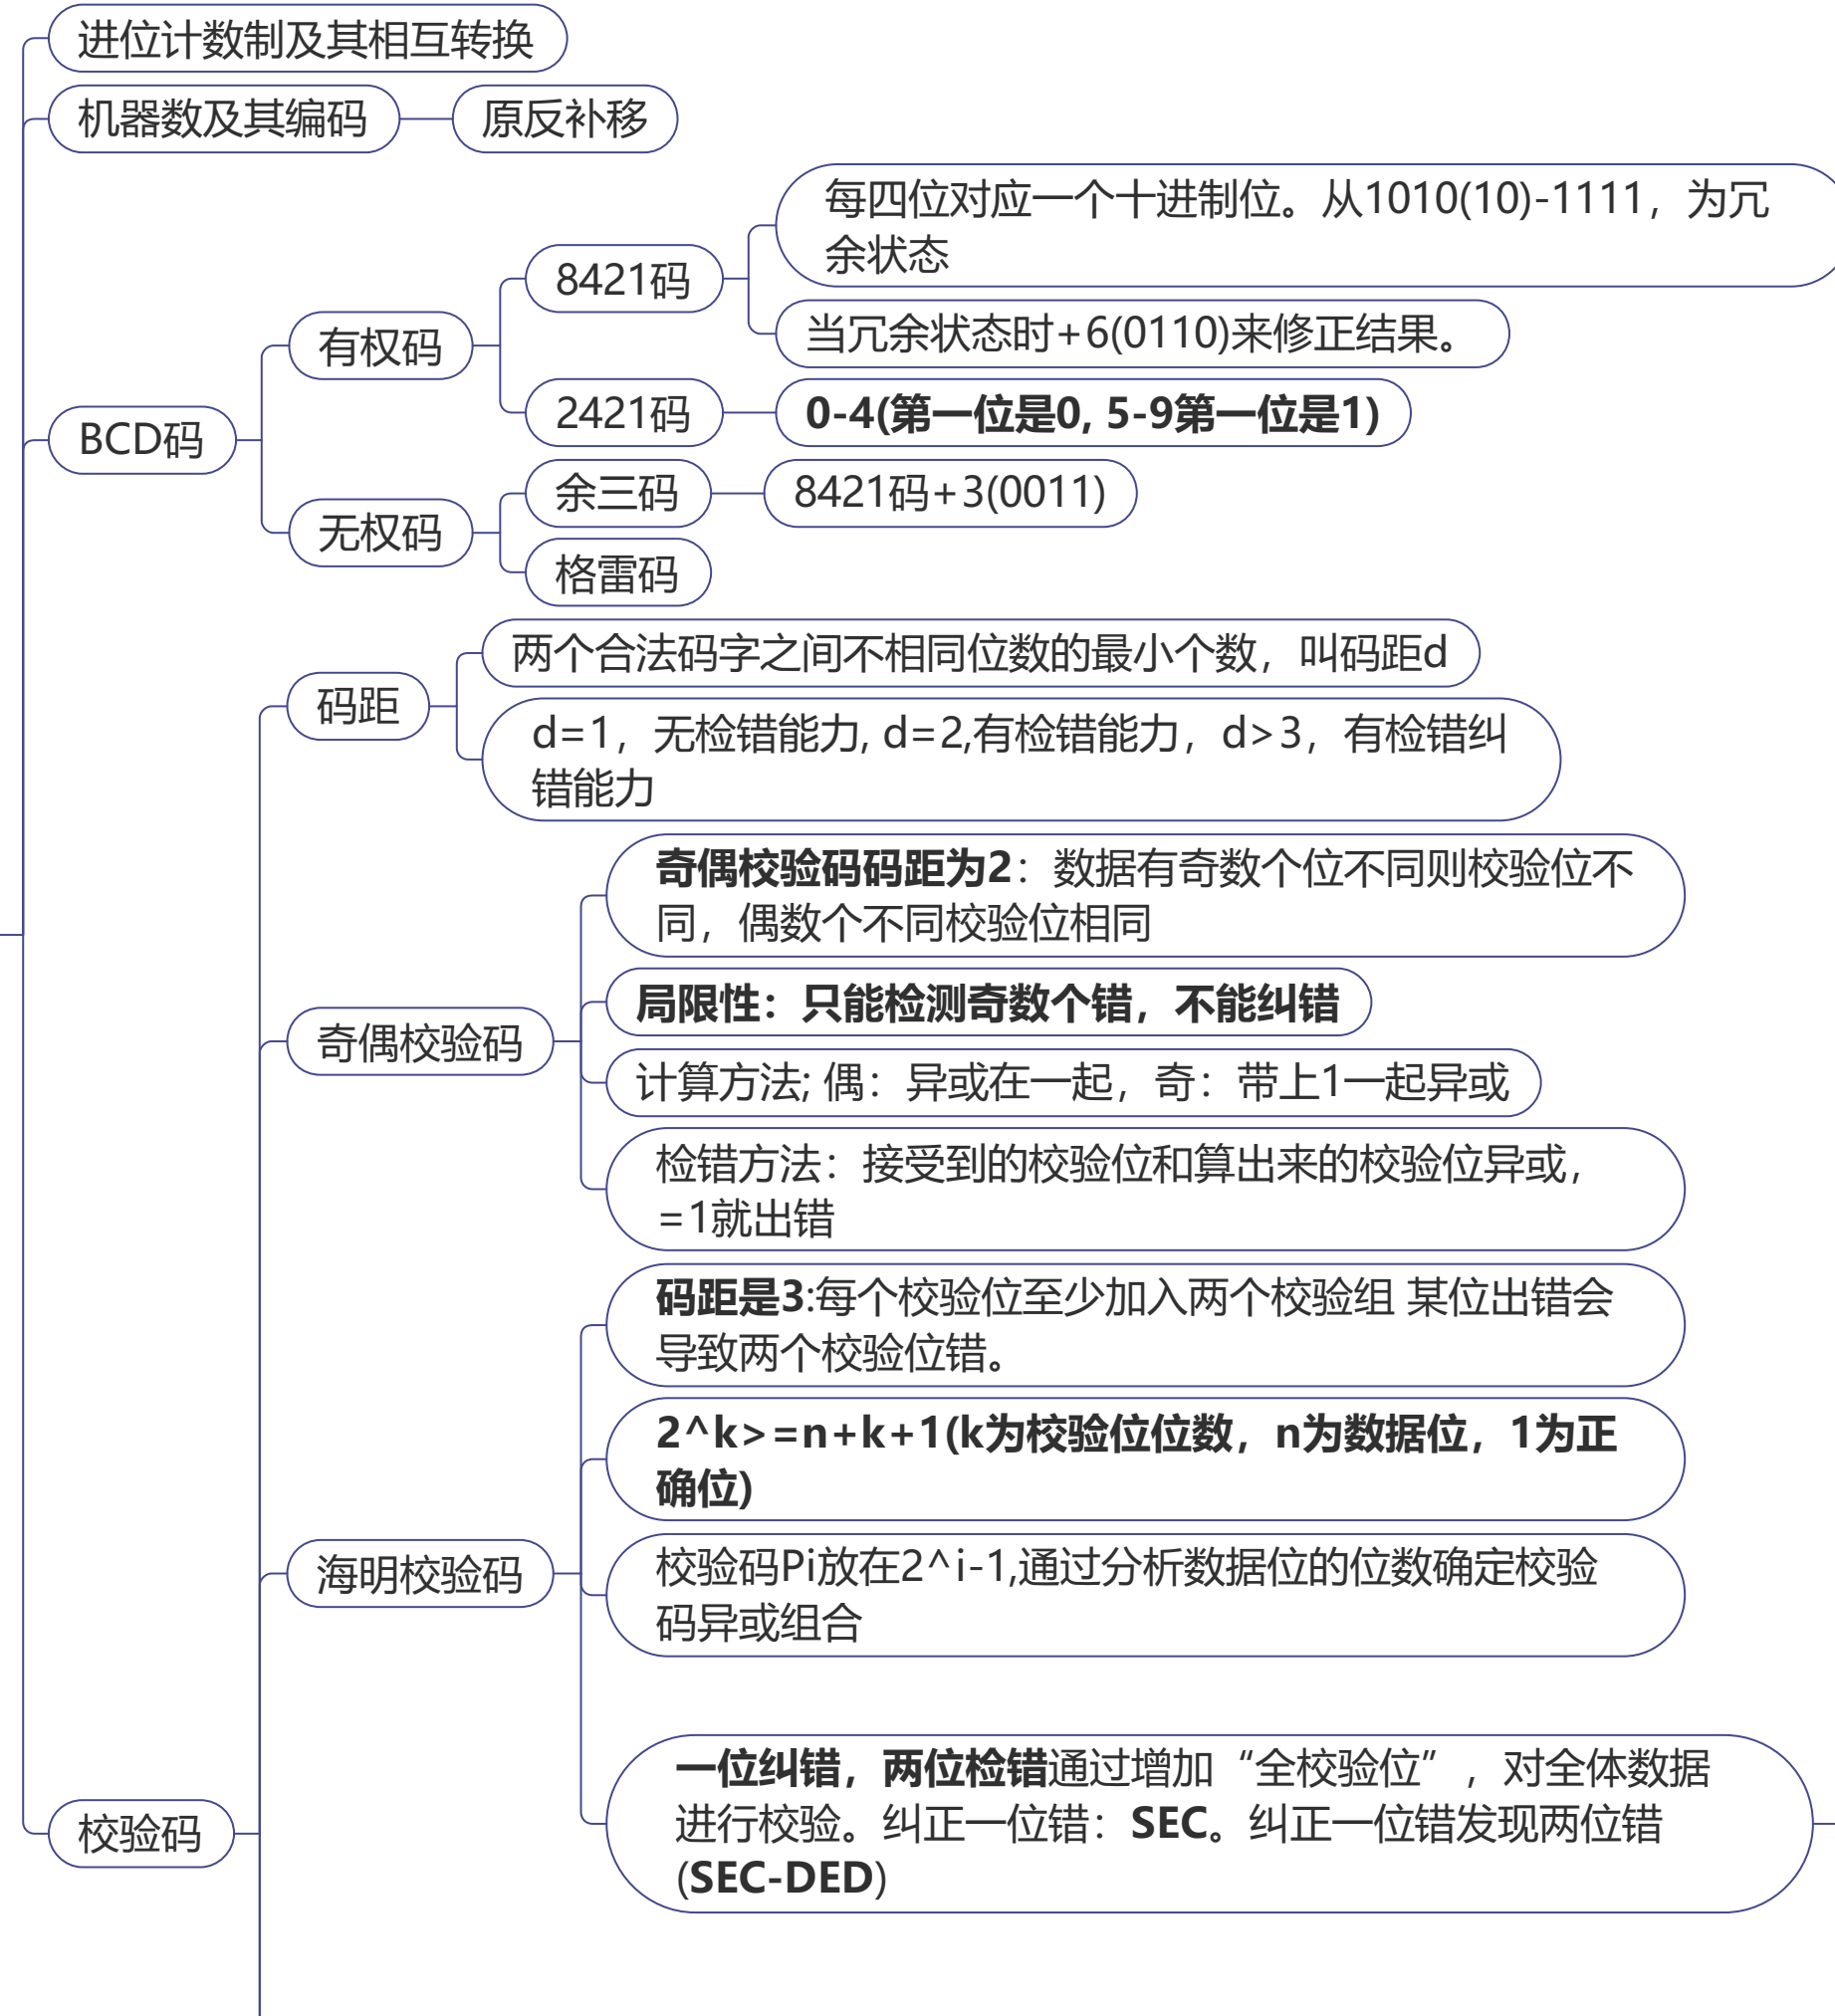 进位计数制及其相互转换
机器数及其编码
原反补移
每四位对应一个十进制位。从1010(10)-1111，为冗
余状态
8421码
当冗余状态时+6(0110)来修正结果。
有权码
2421码
0-4(第一位是0, 5-9第一位是1)
BCD码
余三码
8421码+3(0011)
无权码
格雷码
两个合法码字之间不相同位数的最小个数，叫码距d
码距
d=1，无检错能力, d=2,有检错能力，d>3，有检错纠
错能力
奇偶校验码码距为2：数据有奇数个位不同则校验位不
同，偶数个不同校验位相同
局限性：只能检测奇数个错，不能纠错
奇偶校验码
计算方法; 偶：异或在一起，奇：带上1一起异或
检错方法：接受到的校验位和算出来的校验位异或，
=1就出错
码距是3:每个校验位至少加入两个校验组 某位出错会
导致两个校验位错。
2^k>=n+k+1(k为校验位位数，n为数据位，1为正
确位)
海明校验码
校验码Pi放在2^i-1,通过分析数据位的位数确定校验
码异或组合
一位纠错，两位检错通过增加“全校验位”，对全体数据
进行校验。纠正一位错：SEC。纠正一位错发现两位错
(SEC-DED)
校验码